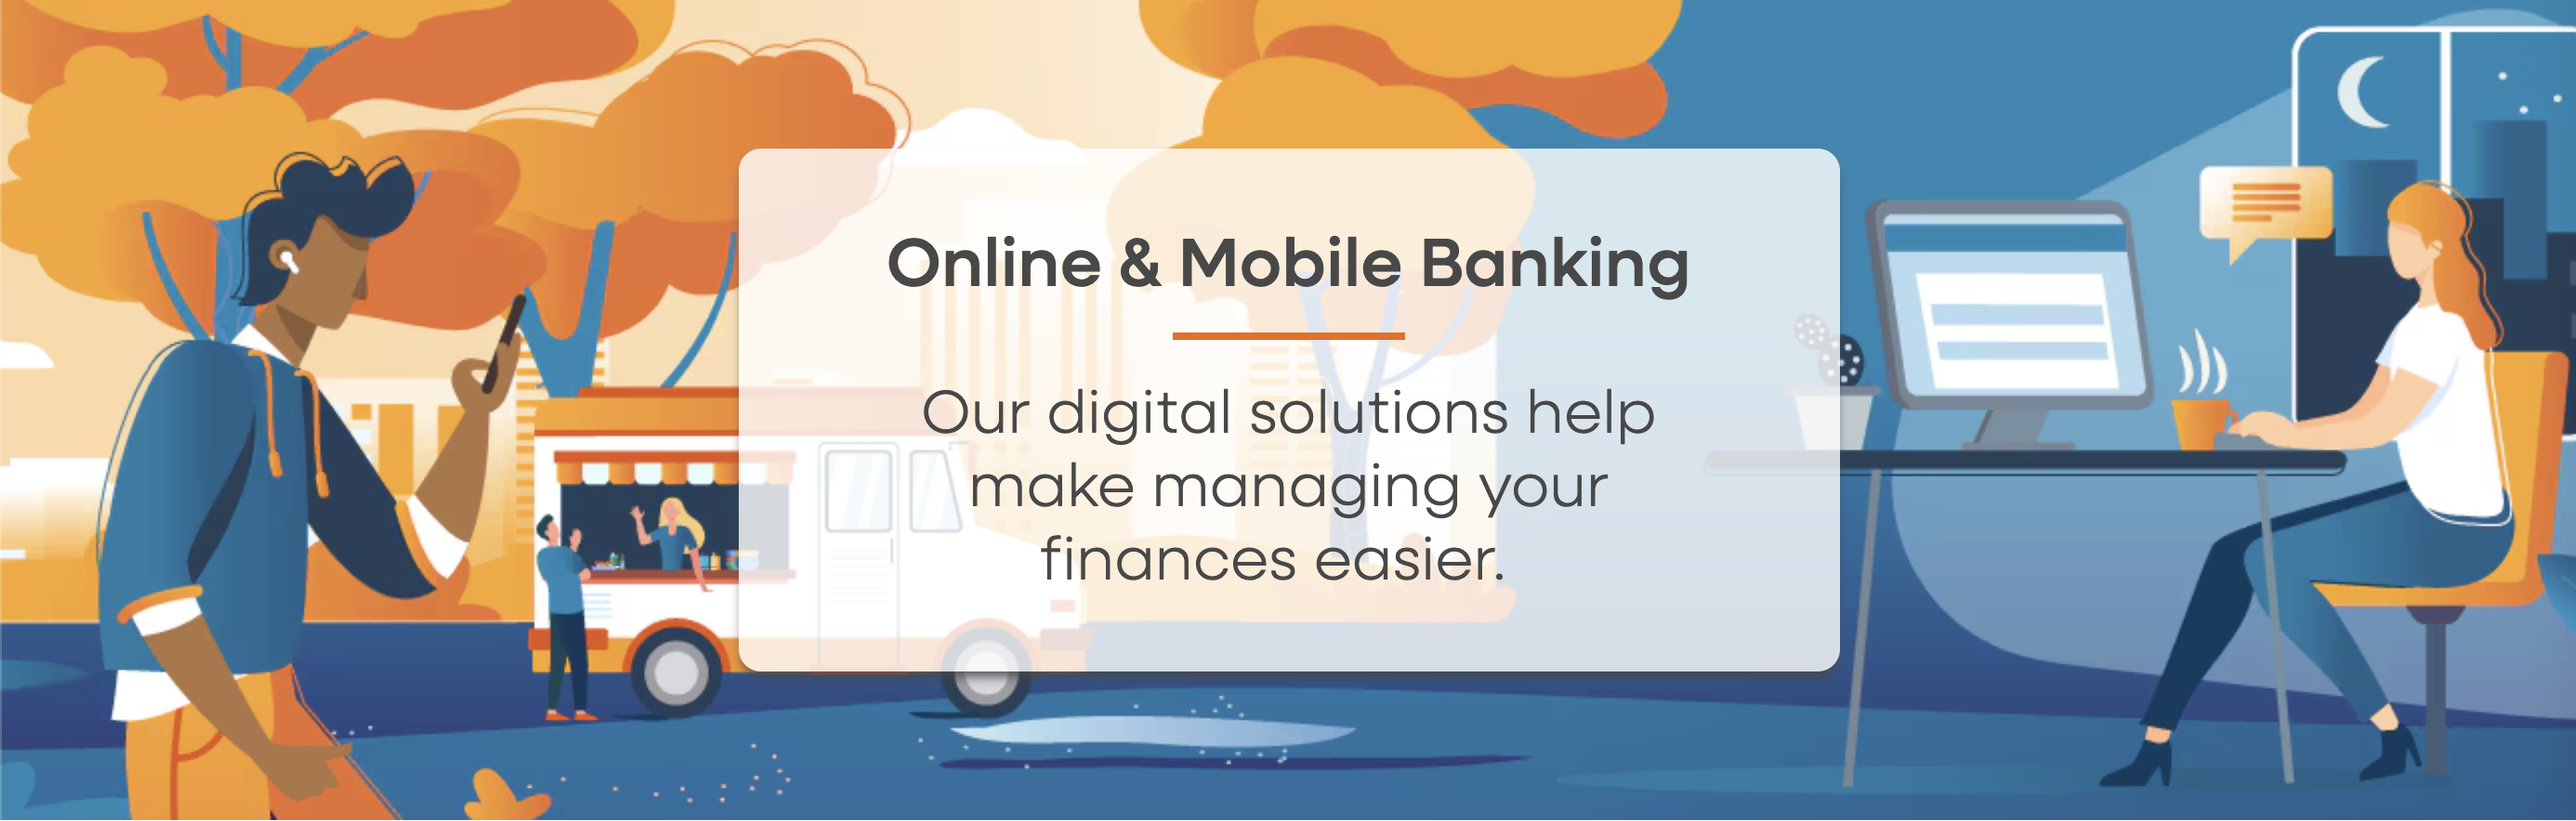 Online & Mobile Banking
Our digital solutions help
make managing your
finances easier.